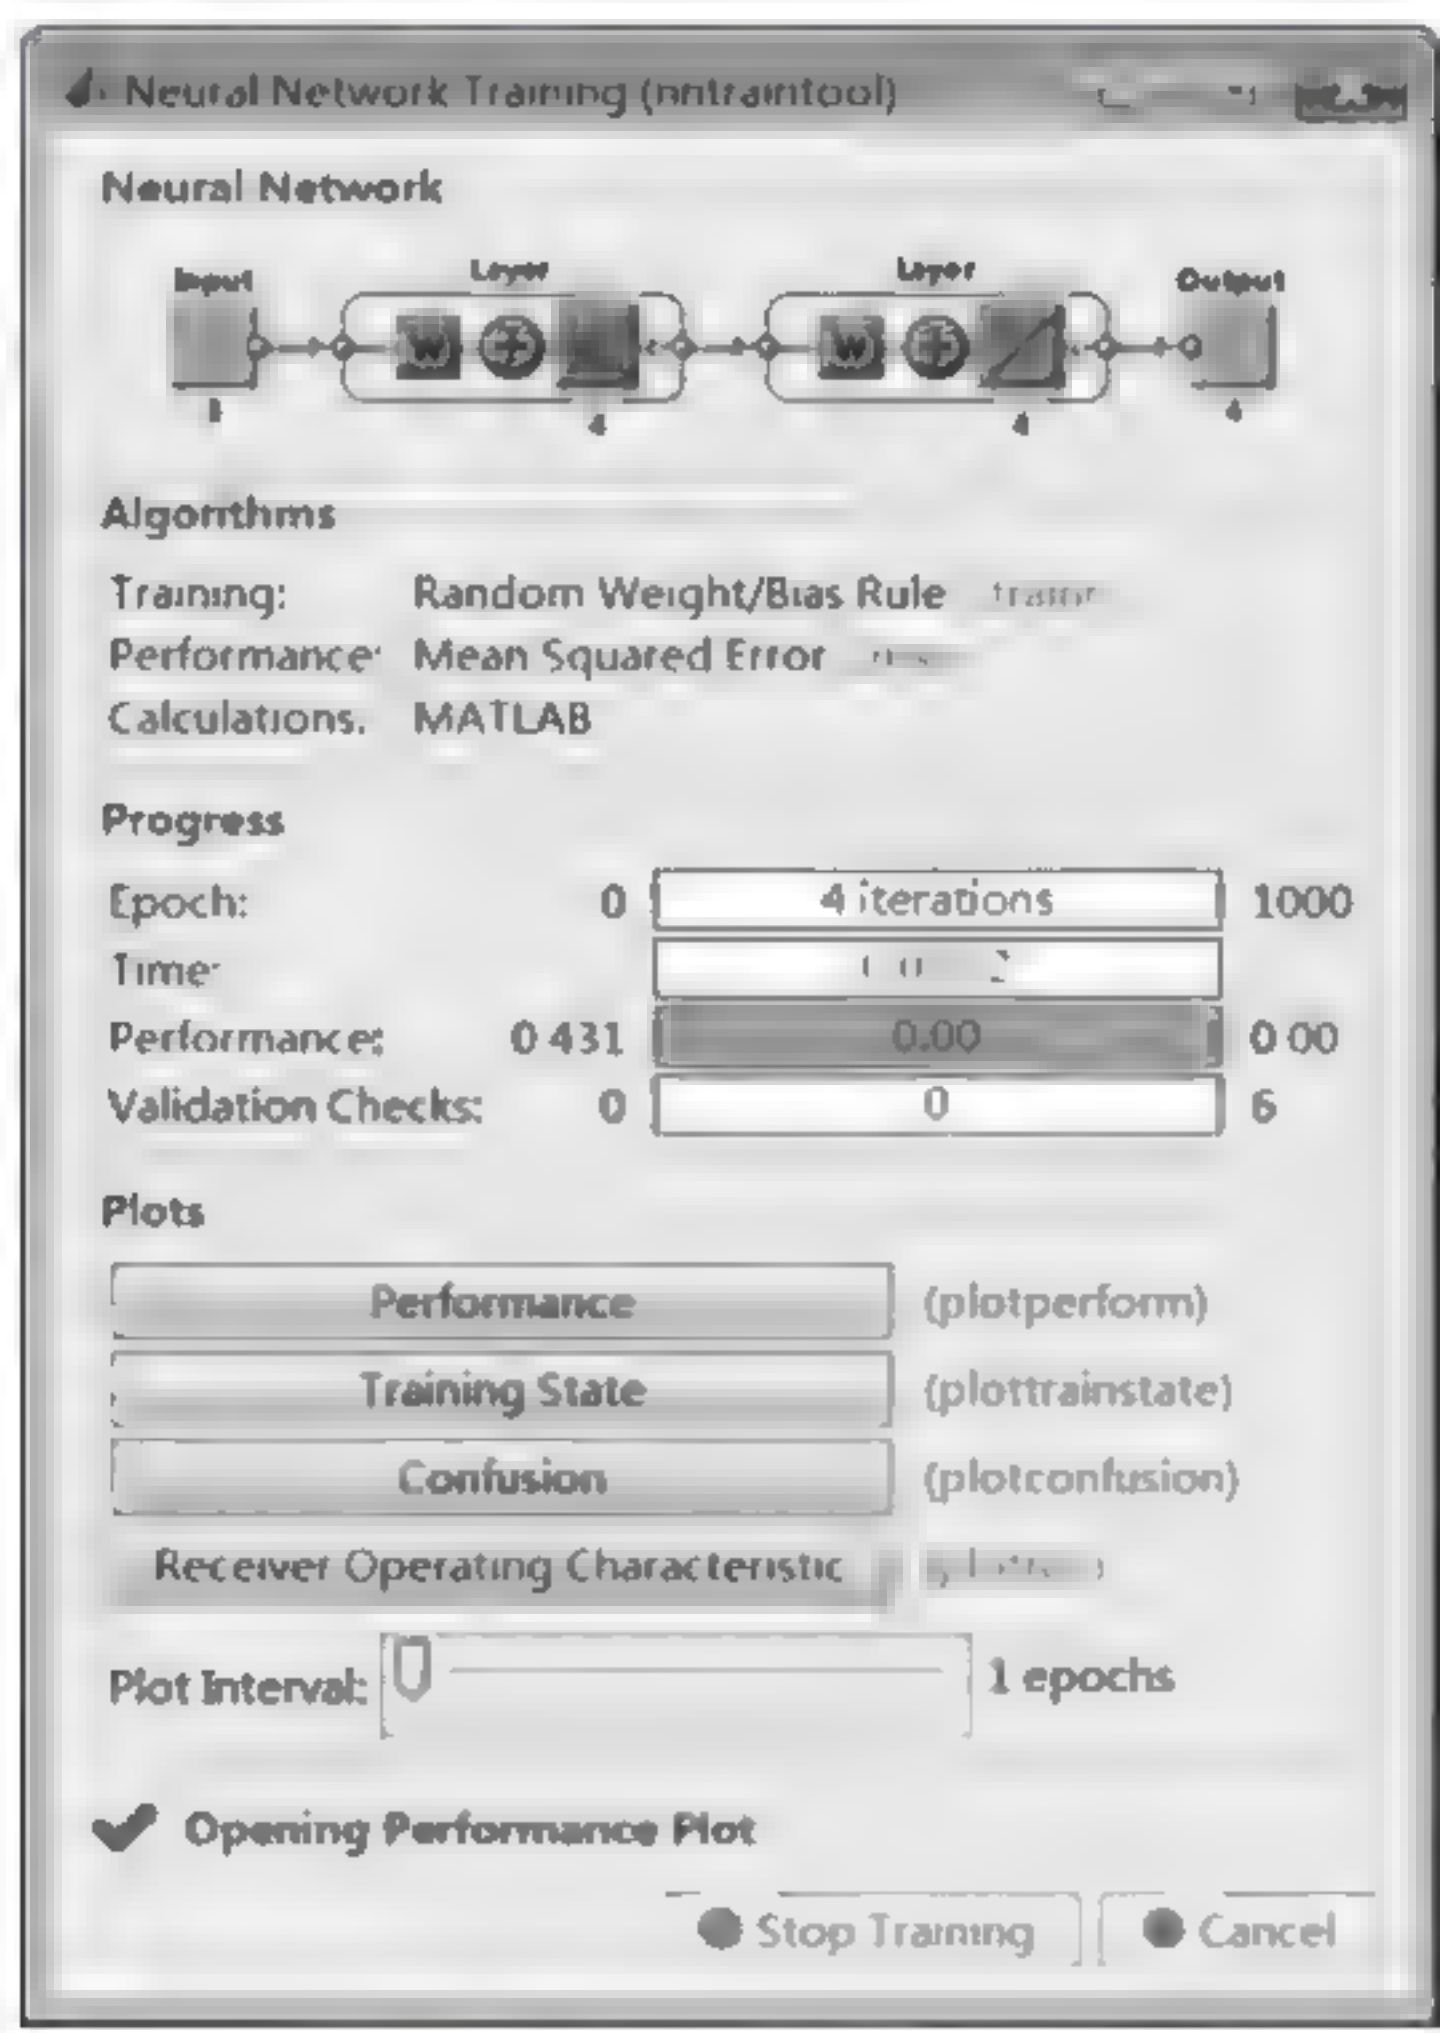 Neural Network Training (nntraintool)
Neural Network
Input Layer Layer Output
4 4 4
Algorithms
Training: Random Weight/Bias Rule
Performance: Mean Squared Error
Calculations: MATLAB
Progress
Epoch: 0 4 iterations 1000
Time:
Performance: 0.431 0.00 0.00
Validation Checks: 0 0 6
Plots
Performance (plotperform)
Training State (plottrainstate)
Confusion (plotconfusion)
Receiver Operating Characteristic
Plot Interval: 1 epochs
Opening Performance Plot
Stop Training Cancel